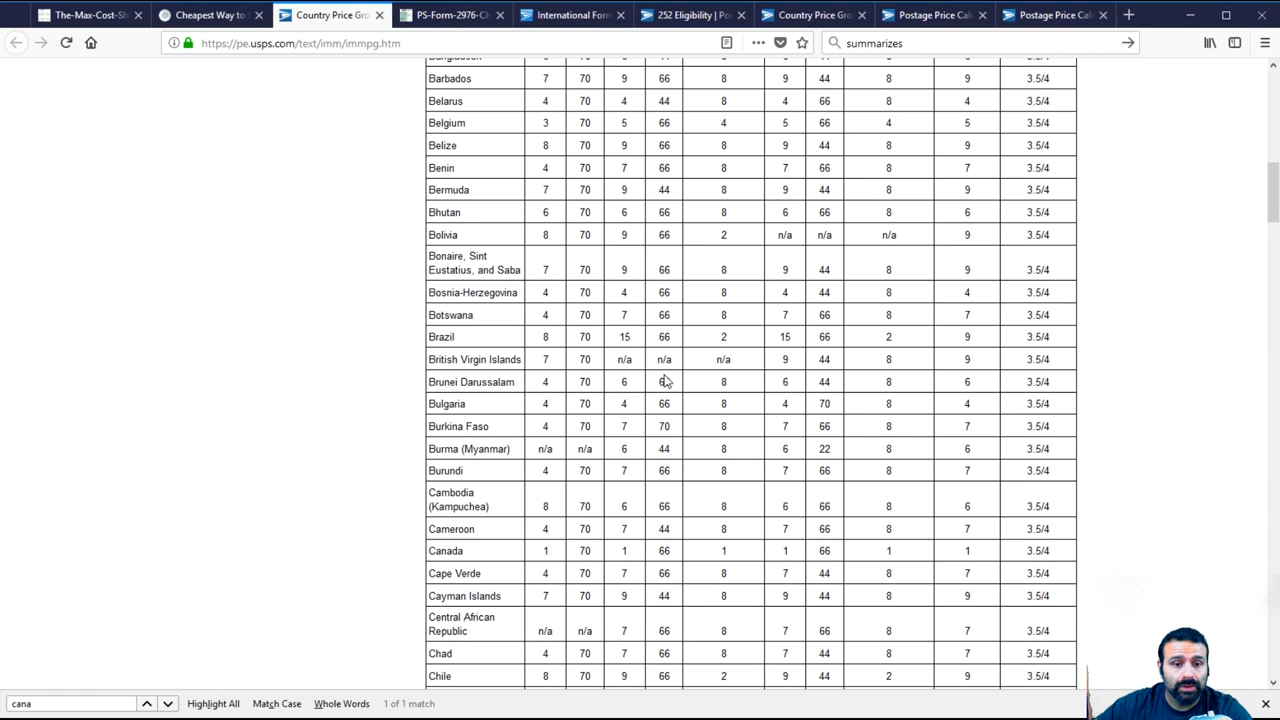 The-Max-Cost-Sh
Cheapest Way to
Country Price Gro
PS-Form-2976-C
International Form
252 Eligibility | Po
Country Price Gro
Postage Price Calc
Postage Price Calc
https://pe.usps.com/text/imm/immpg.htm
summarizes
Barbados 7 70 9 66 8 9 44 8 9 3.5/4
Belarus 4 70 4 44 8 4 66 8 4 3.5/4
Belgium 3 70 5 66 4 5 66 4 5 3.5/4
Belize 8 70 9 66 8 9 44 8 9 3.5/4
Benin 4 70 7 66 8 7 66 8 7 3.5/4
Bermuda 7 70 9 44 8 9 44 8 9 3.5/4
Bhutan 6 70 6 66 8 6 66 8 6 3.5/4
Bolivia 8 70 9 66 2 n/a n/a n/a 9 3.5/4
Bonaire, Sint
Eustatius, and Saba 7 70 9 66 8 9 44 8 9 3.5/4
Bosnia-Herzegovina 4 70 4 66 8 4 44 8 4 3.5/4
Botswana 4 70 7 66 8 7 66 8 7 3.5/4
Brazil 8 70 15 66 2 15 66 2 9 3.5/4
British Virgin Islands 7 70 n/a n/a n/a 9 44 8 9 3.5/4
Brunei Darussalam 4 70 6 8 6 44 8 6 3.5/4
Bulgaria 4 70 4 66 8 4 70 8 4 3.5/4
Burkina Faso 4 70 7 70 8 7 66 8 7 3.5/4
Burma (Myanmar) n/a n/a 6 44 8 6 22 8 6 3.5/4
Burundi 4 70 7 66 8 7 66 8 7 3.5/4
Cambodia
(Kampuchea) 8 70 6 66 8 6 66 8 6 3.5/4
Cameroon 4 70 7 44 8 7 66 8 7 3.5/4
Canada 1 70 1 66 1 1 66 1 1 3.5/4
Cape Verde 4 70 7 66 8 7 44 8 7 3.5/4
Cayman Islands 7 70 9 44 8 9 44 8 9 3.5/4
Central African
Republic n/a n/a 7 66 8 7 66 8 7 3.5/4
Chad 4 70 7 66 8 7 44 8 7 3.5/4
Chile 8 70 9 66 2 9 44 2 9 3.5/4
cana
Highlight All
Match Case
Whole Words
1 of 1 match